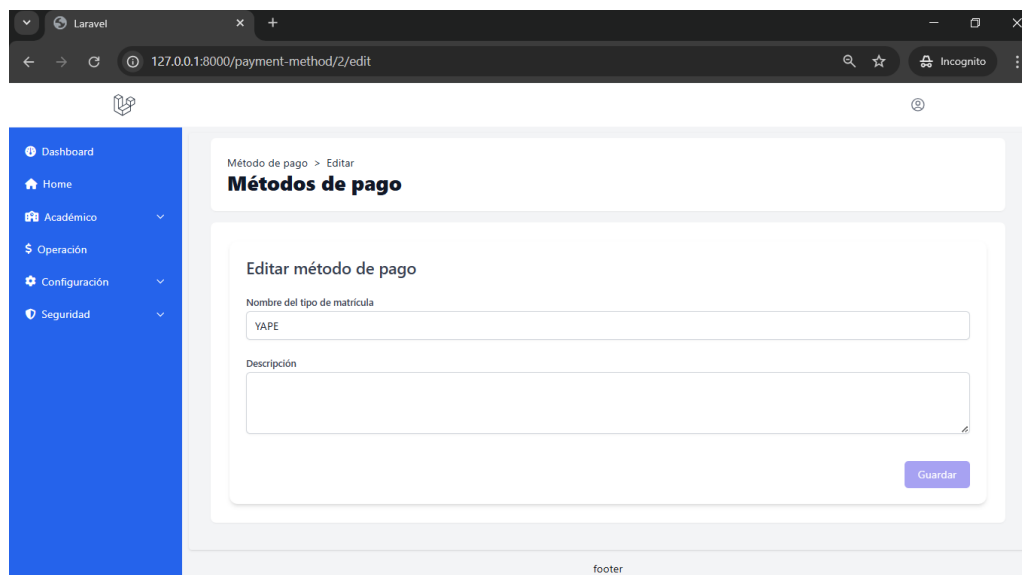 Laravel
127.0.0.1:8000/payment-method/2/edit
Incognito
Dashboard
Home
Académico
$ Operación
Configuración
Seguridad
Método de pago > Editar
Métodos de pago
Editar método de pago
Nombre del tipo de matrícula
YAPE
Descripción
Guardar
footer